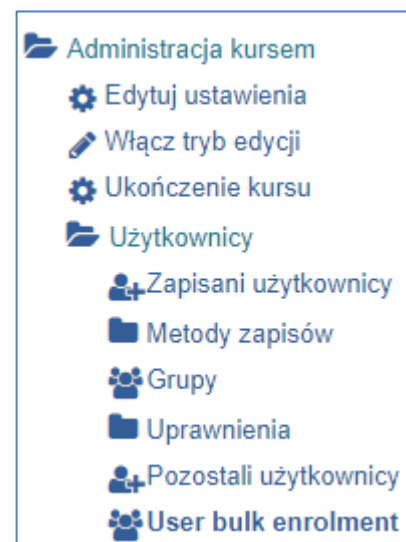 Administracja kursem
Edytuj ustawienia
Włącz tryb edycji
Ukończenie kursu
Użytkownicy
Zapisani użytkownicy
Metody zapisów
Grupy
Uprawnienia
Pozostali użytkownicy
User bulk enrolment